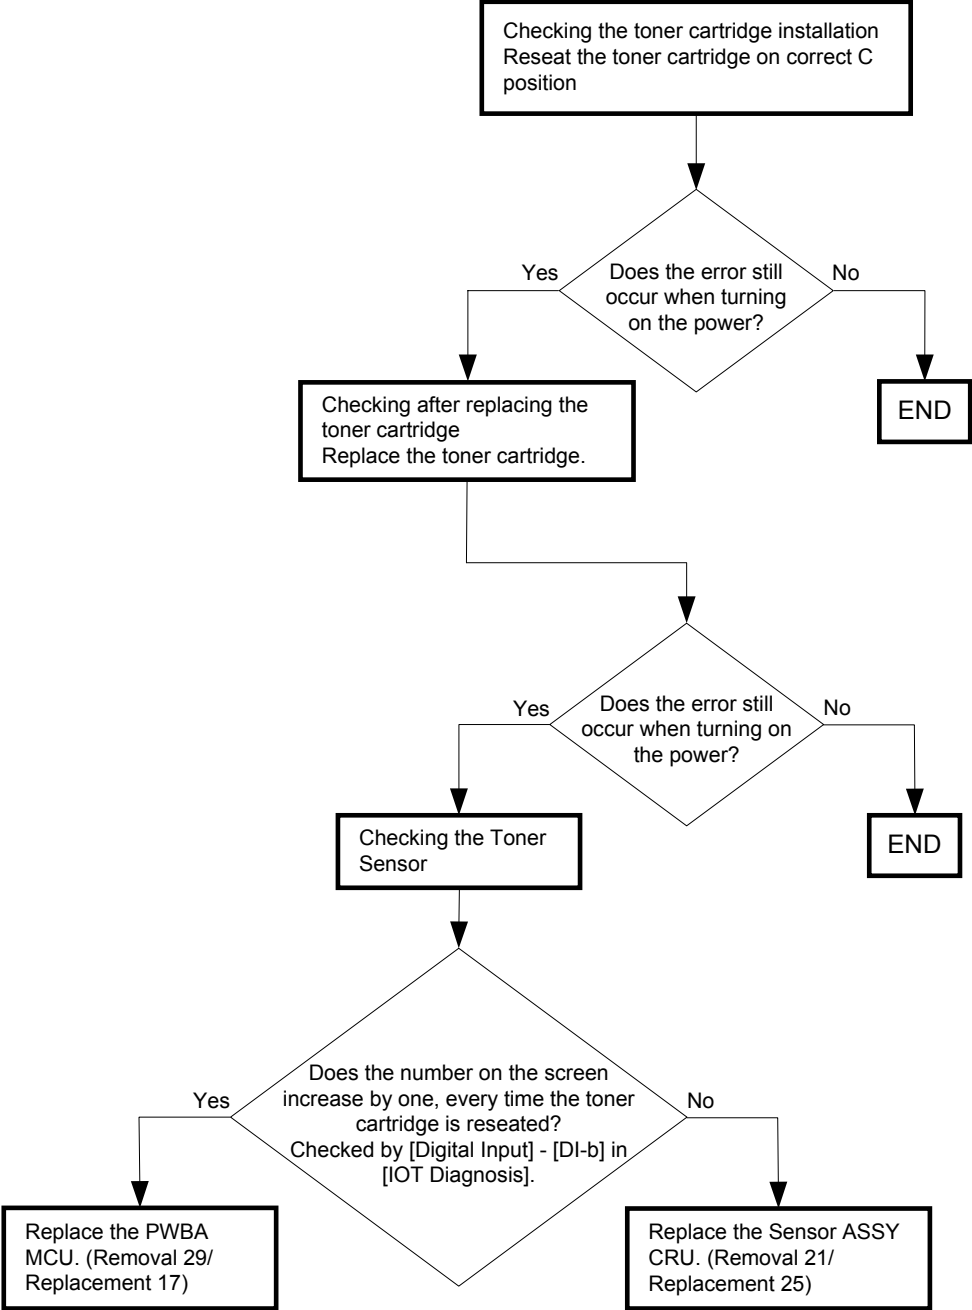 Checking the toner cartridge installation
Reseat the toner cartridge on correct C
position
Yes
Does the error still
occur when turning
on the power?
No
Checking after replacing the
toner cartridge
Replace the toner cartridge.
END
Yes
Does the error still
occur when turning on
the power?
No
Checking the Toner
Sensor
END
Yes
Does the number on the screen
increase by one, every time the toner
cartridge is reseated?
Checked by [Digital Input] - [DI-b] in
[IOT Diagnosis].
No
Replace the PWBA
MCU. (Removal 29/
Replacement 17)
Replace the Sensor ASSY
CRU. (Removal 21/
Replacement 25)